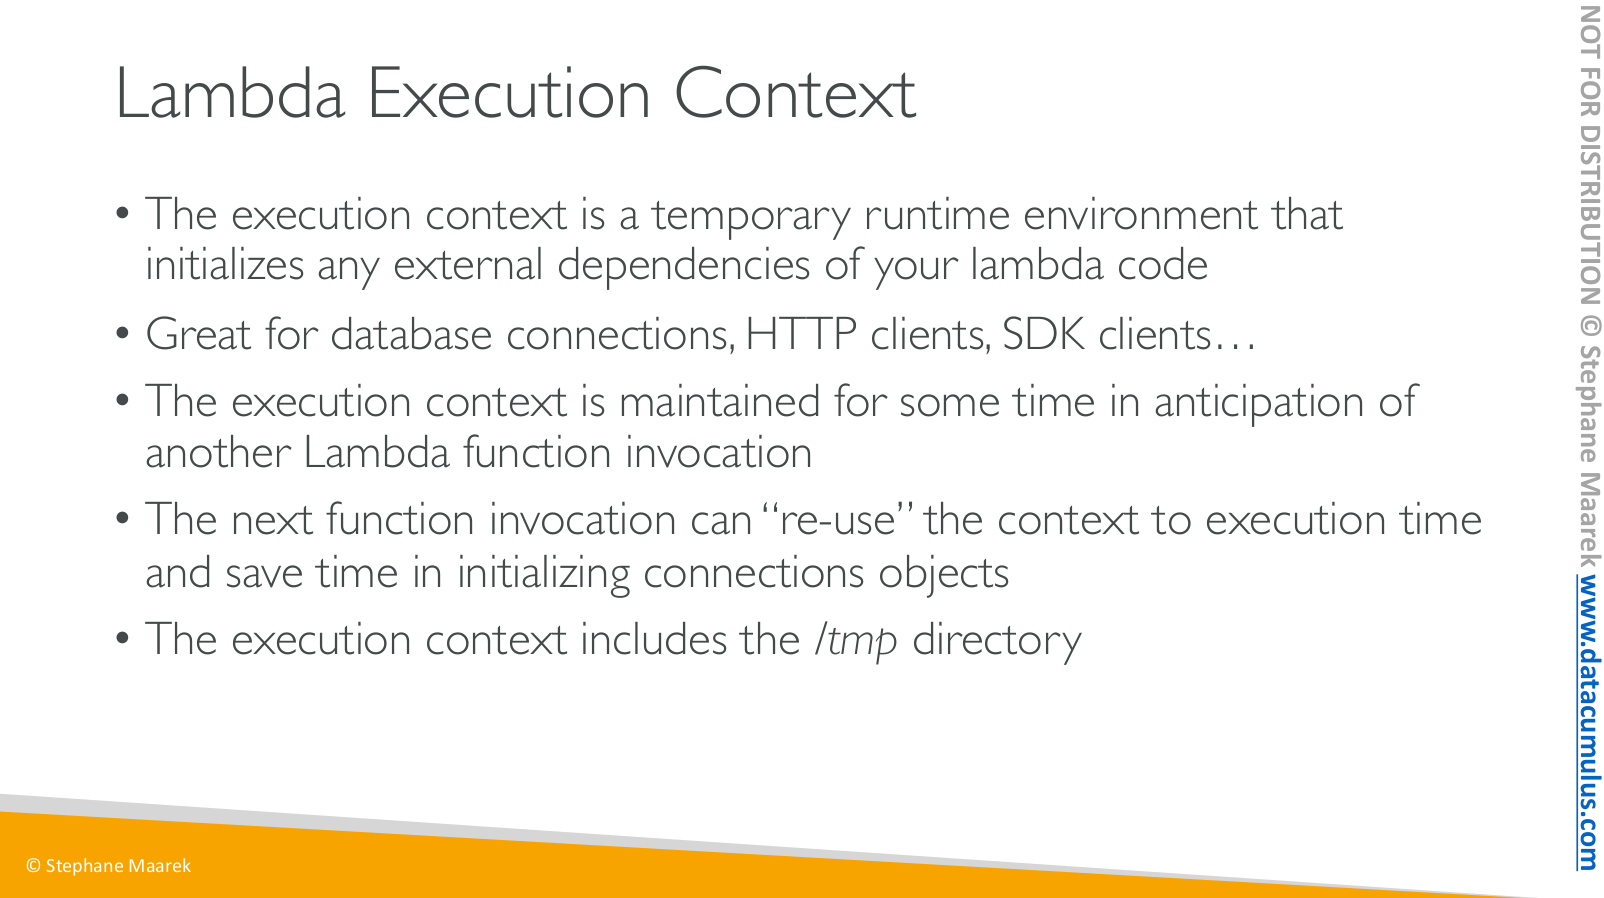 Lambda Execution Context
• The execution context is a temporary runtime environment that
initializes any external dependencies of your lambda code
• Great for database connections, HTTP clients, SDK clients…
• The execution context is maintained for some time in anticipation of
another Lambda function invocation
• The next function invocation can “re-use” the context to execution time
and save time in initializing connections objects
• The execution context includes the /tmp directory
© Stephane Maarek
NOT FOR DISTRIBUTION © Stephane Maarek www.datacumulus.com